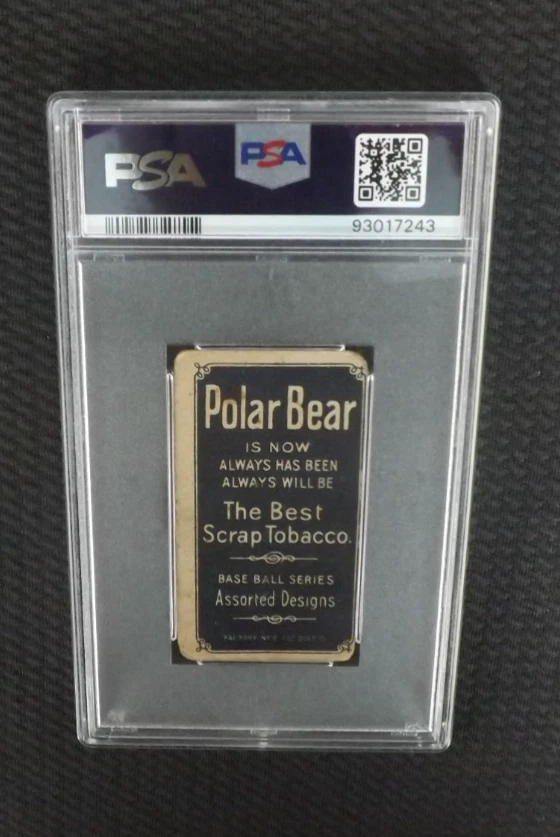 PSA
PSA
93017243
Polar Bear
IS NOW
ALWAYS HAS BEEN
ALWAYS WILL BE
The Best
Scrap Tobacco.
BASE BALL SERIES
Assorted Designs